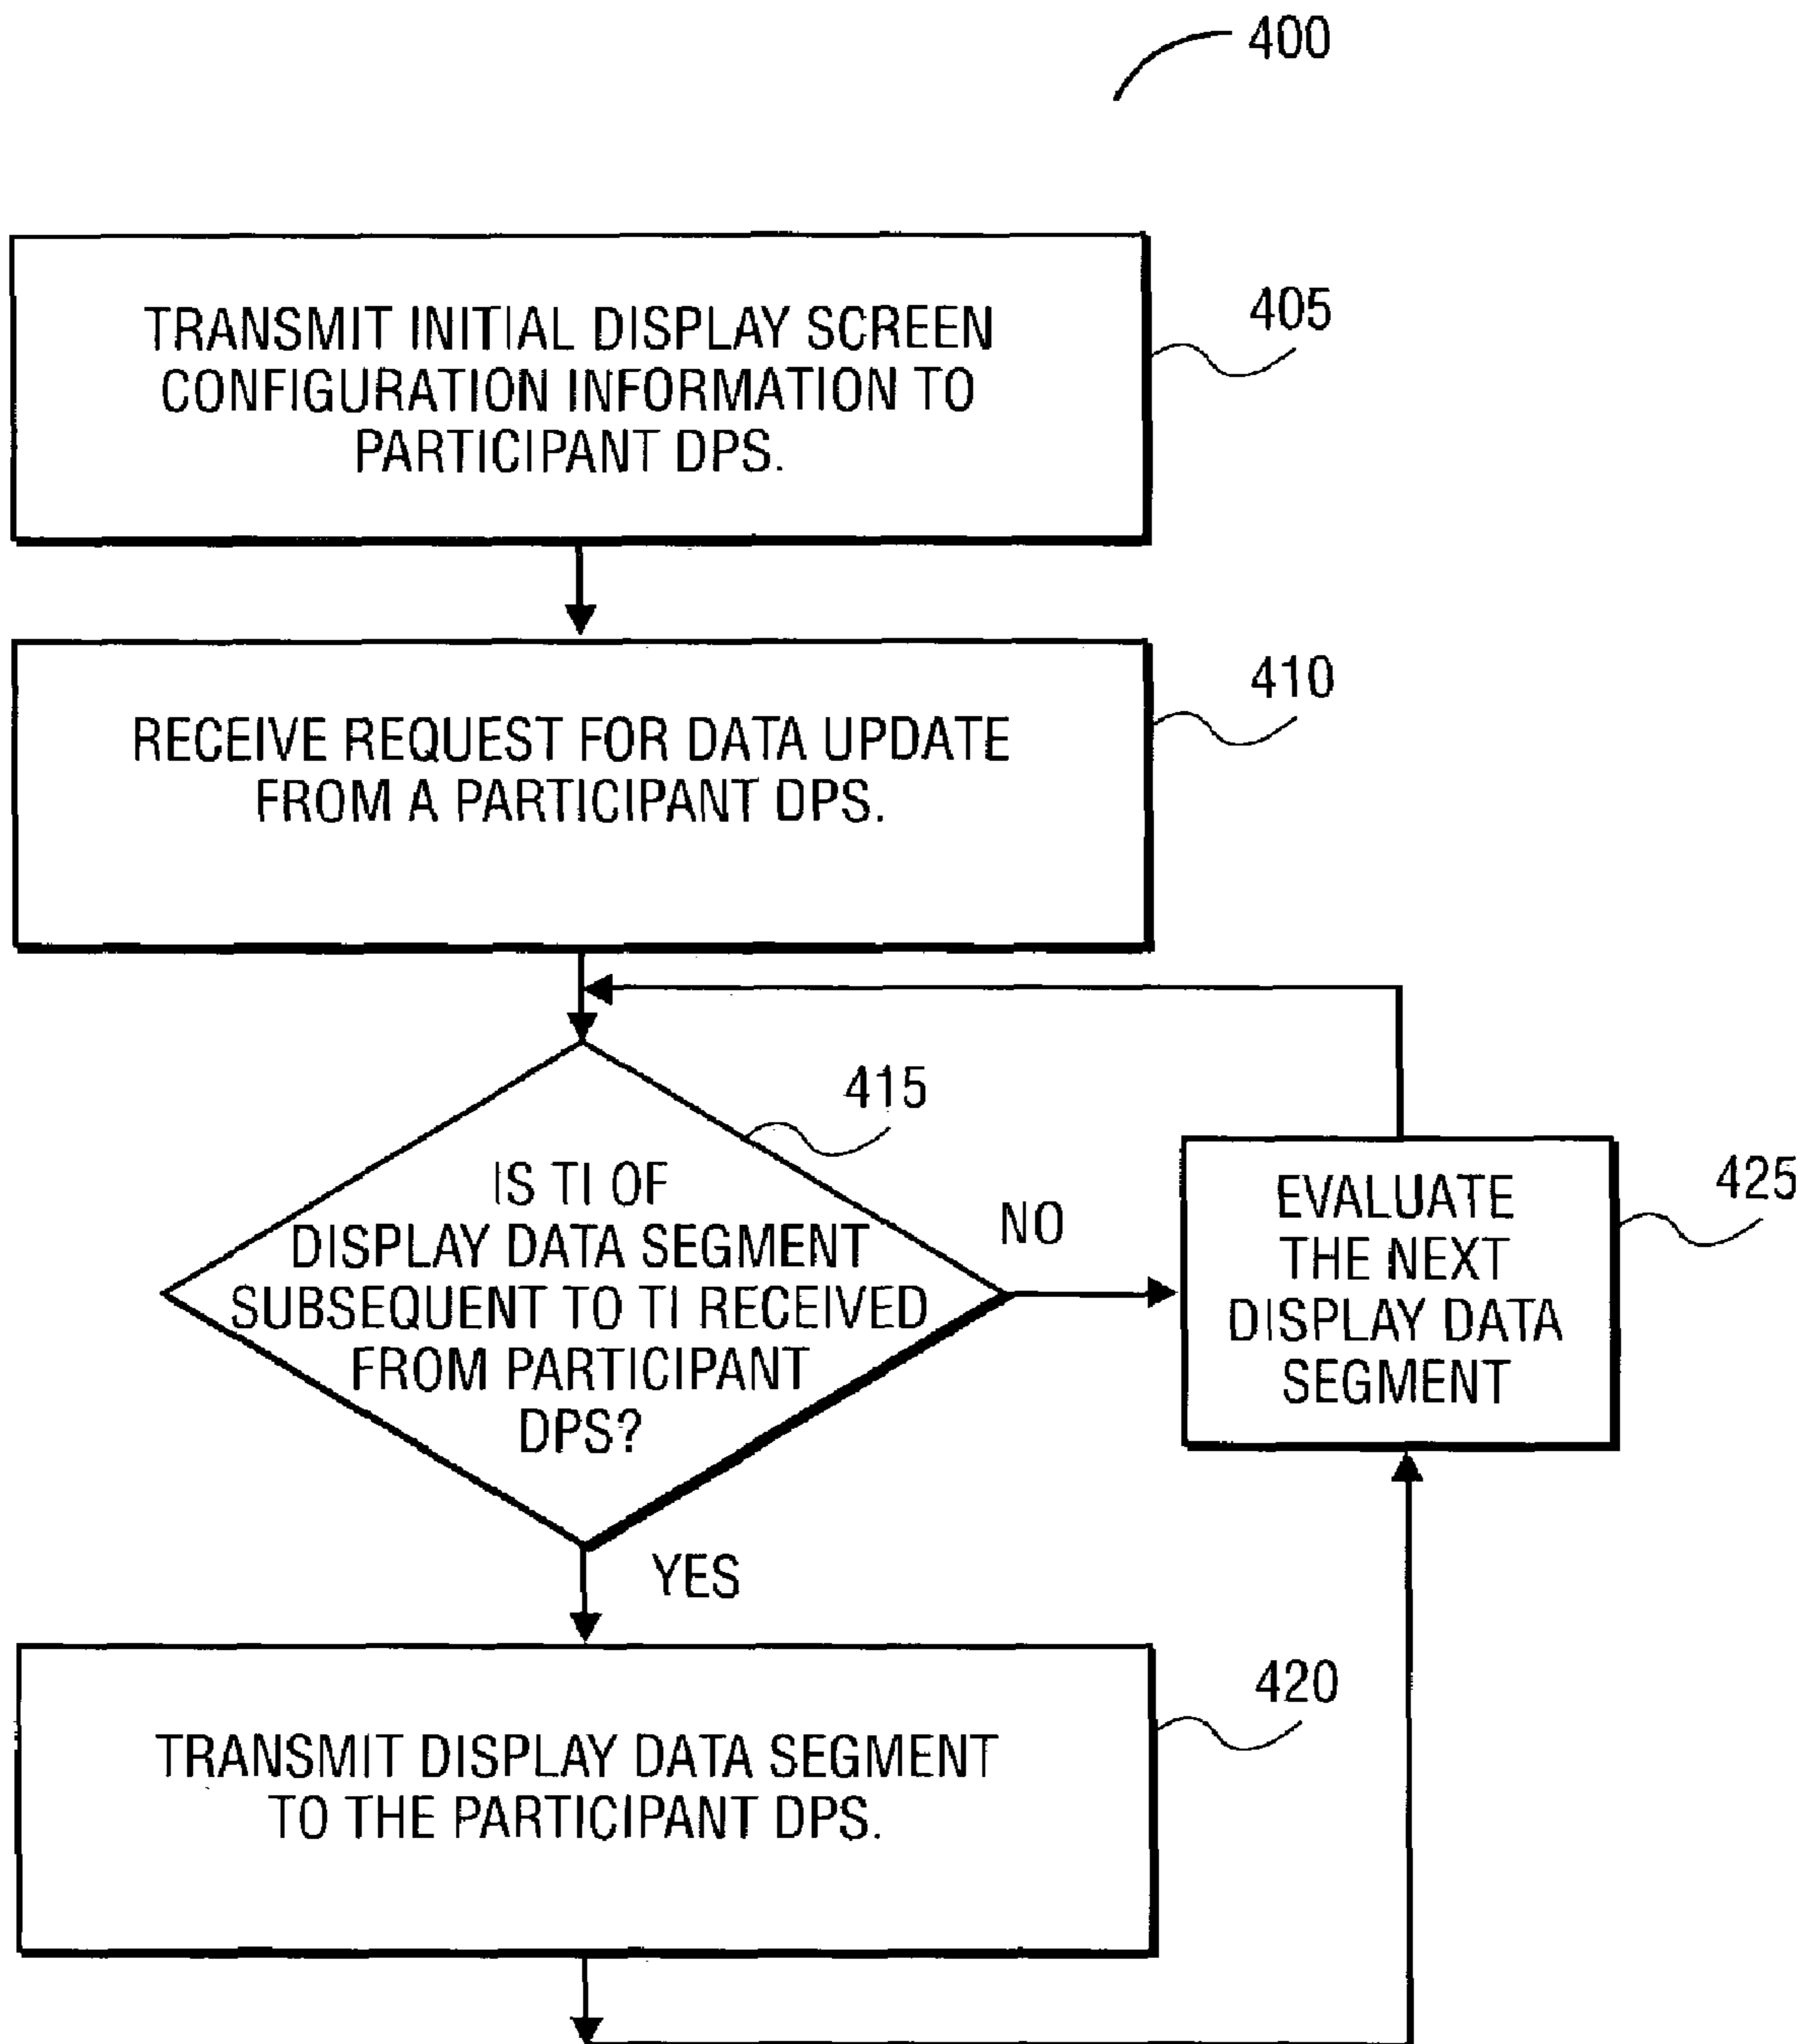 400
TRANSMIT INITIAL DISPLAY SCREEN
CONFIGURATION INFORMATION TO
PARTICIPANT DPS.
405
RECEIVE REQUEST FOR DATA UPDATE
FROM A PARTICIPANT DPS.
410
IS TI OF
DISPLAY DATA SEGMENT
SUBSEQUENT TO TI RECEIVED
FROM PARTICIPANT
DPS?
415
NO
EVALUATE
THE NEXT
DISPLAY DATA
SEGMENT
425
YES
TRANSMIT DISPLAY DATA SEGMENT
TO THE PARTICIPANT DPS.
420